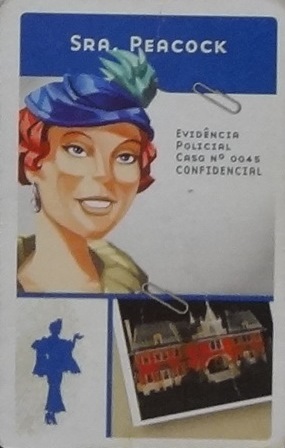 Sra. Peacock
Evidência
Policial
Caso Nº 0045
Confidencial